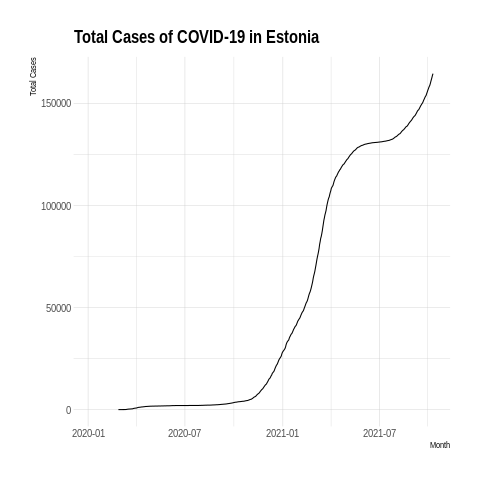 Total Cases of COVID-19 in Estonia
Total Cases
150000
100000
50000
0
2020-01 2020-07 2021-01 2021-07
Month